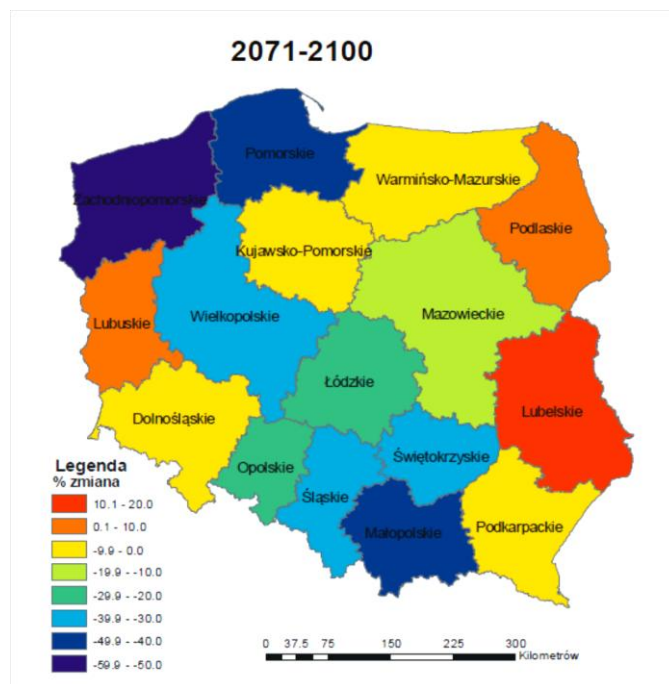 2071-2100
Pomorskie
Warmińsko-Mazurskie
Zachodniopomorskie
Podlaskie
Kujawsko-Pomorskie
Wielkopolskie
Mazowieckie
Lubuskie
Łódzkie
Lubelskie
Dolnośląskie
Świętokrzyskie
Opolskie
Śląskie
Małopolskie
Podkarpackie
Legenda
% zmiana
10.1 - 20.0
0.1 - 10.0
-9.9 - 0.0
-19.9 - -10.0
-29.9 - -20.0
-39.9 - -30.0
-49.9 - -40.0
-59.9 - -50.0
0 37.5 75 150 225 300
Kilometrów